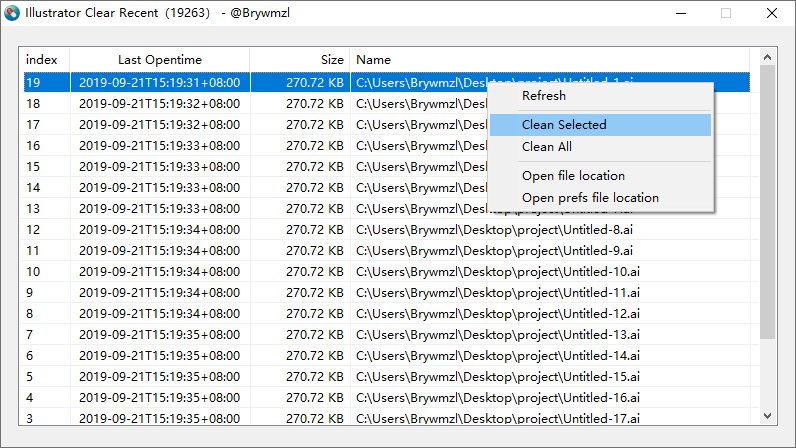 Illustrator Clear Recent（19263） - @Brywmzl
index Last Opentime Size Name
19 2019-09-21T15:19:31+08:00 270.72 KB C:\Users\Brywmzl\Desktop\project\Untitled-1.ai
18 2019-09-21T15:19:32+08:00 270.72 KB C:\Users\Brywmzl\Desk
17 2019-09-21T15:19:32+08:00 270.72 KB C:\Users\Brywmzl\Desk
16 2019-09-21T15:19:33+08:00 270.72 KB C:\Users\Brywmzl\Desk
15 2019-09-21T15:19:33+08:00 270.72 KB C:\Users\Brywmzl\Desk
14 2019-09-21T15:19:33+08:00 270.72 KB C:\Users\Brywmzl\Desk
13 2019-09-21T15:19:33+08:00 270.72 KB C:\Users\Brywmzl\Desktop\project\Untitled-7.ai
12 2019-09-21T15:19:34+08:00 270.72 KB C:\Users\Brywmzl\Desktop\project\Untitled-8.ai
11 2019-09-21T15:19:34+08:00 270.72 KB C:\Users\Brywmzl\Desktop\project\Untitled-9.ai
10 2019-09-21T15:19:34+08:00 270.72 KB C:\Users\Brywmzl\Desktop\project\Untitled-10.ai
9 2019-09-21T15:19:34+08:00 270.72 KB C:\Users\Brywmzl\Desktop\project\Untitled-11.ai
8 2019-09-21T15:19:34+08:00 270.72 KB C:\Users\Brywmzl\Desktop\project\Untitled-12.ai
7 2019-09-21T15:19:35+08:00 270.72 KB C:\Users\Brywmzl\Desktop\project\Untitled-13.ai
6 2019-09-21T15:19:35+08:00 270.72 KB C:\Users\Brywmzl\Desktop\project\Untitled-14.ai
5 2019-09-21T15:19:35+08:00 270.72 KB C:\Users\Brywmzl\Desktop\project\Untitled-15.ai
4 2019-09-21T15:19:35+08:00 270.72 KB C:\Users\Brywmzl\Desktop\project\Untitled-16.ai
3 2019-09-21T15:19:35+08:00 270.72 KB C:\Users\Brywmzl\Desktop\project\Untitled-17.ai
Refresh
Clean Selected
Clean All
Open file location
Open prefs file location